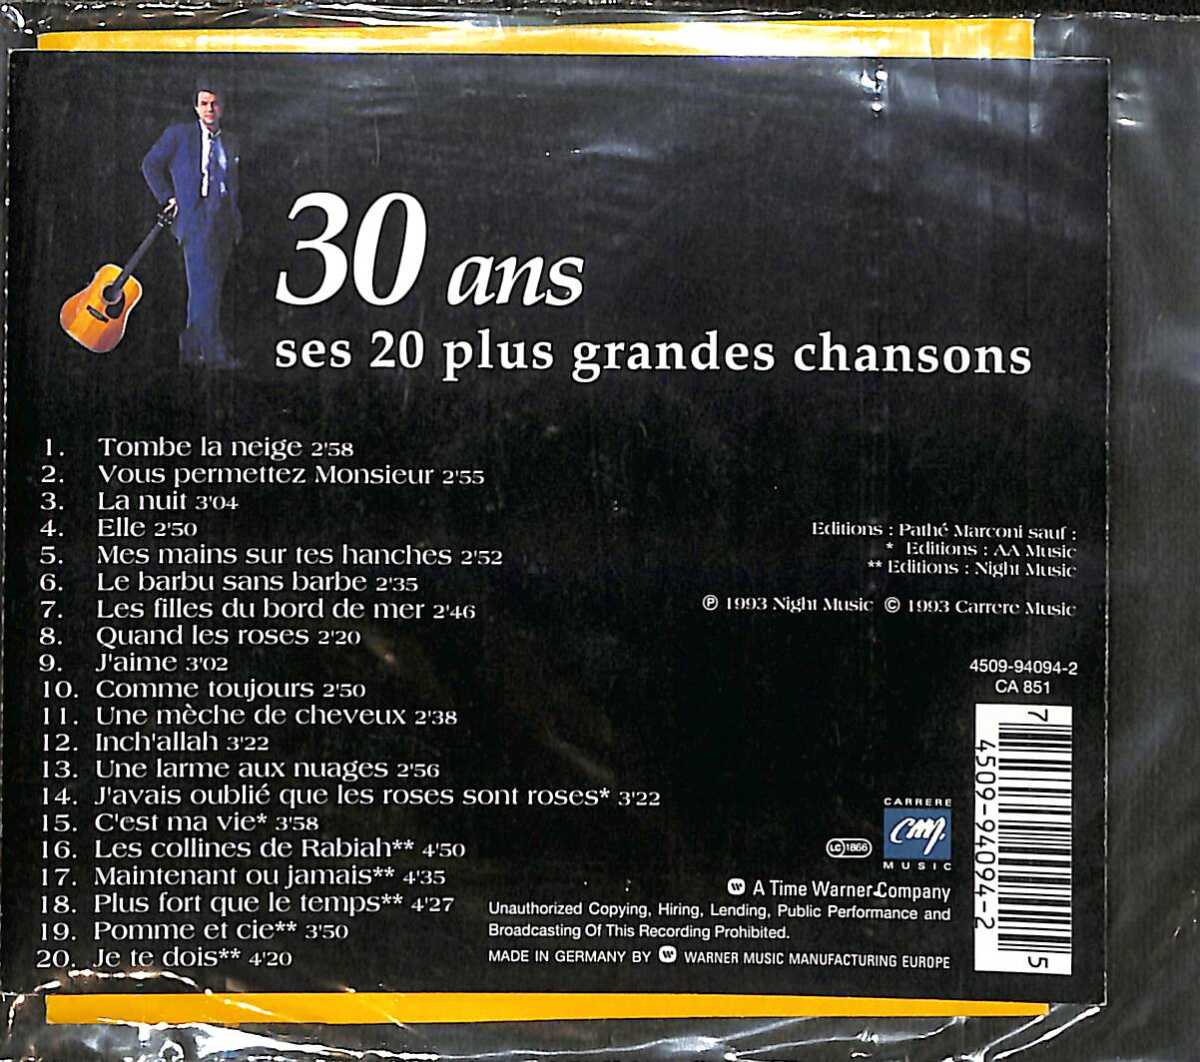 30 ans
ses 20 plus grandes chansons
1. Tombe la neige 2'58
2. Vous permettez Monsieur 2'55
3. La nuit 3'04
4. Elle 2'50
5. Mes mains sur tes hanches 2'52
6. Le barbu sans barbe 2'35
7. Les filles du bord de mer 2'46
8. Quand les roses 2'20
9. J'aime 3'02
10. Comme toujours 2'50
11. Une mèche de cheveux 2'38
12. Inch'allah 3'22
13. Une larme aux nuages 2'56
14. J'avais oublié que les roses sont roses* 3'22
15. C'est ma vie* 3'58
16. Les collines de Rabiah** 4'50
17. Maintenant ou jamais** 4'35
18. Plus fort que le temps** 4'27
19. Pomme et cie** 3'50
20. Je te dois** 4'20
Editions : Pathé Marconi sauf :
* Editions : AA Music
** Editions : Night Music
℗ 1993 Night Music © 1993 Carrere Music
4509-94094-2
CA 851
7 4509-94094-2 5
CARRERE
CM.
MUSIC
LC 1866
A Time Warner Company
Unauthorized Copying, Hiring, Lending, Public Performance and
Broadcasting Of This Recording Prohibited.
MADE IN GERMANY BY WARNER MUSIC MANUFACTURING EUROPE